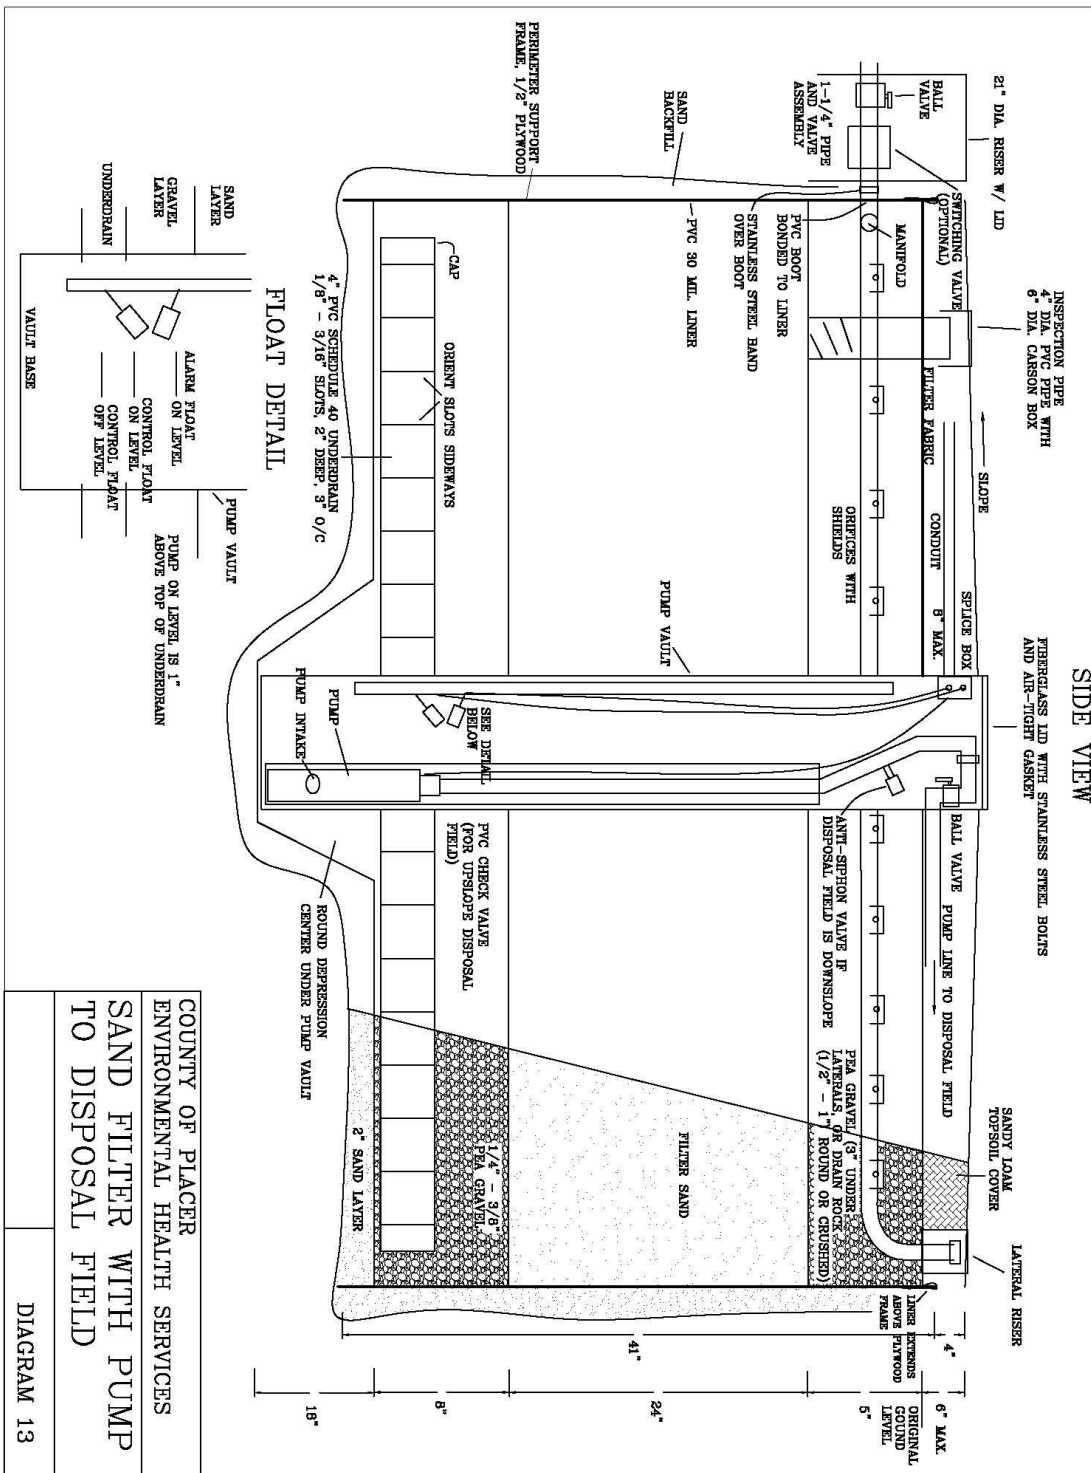 SIDE VIEW
21" DIA. RISER W/ LID
BALL
VALVE
1-1/4" PIPE
AND VALVE
ASSEMBLY
SWITCHING VALVE
(OPTIONAL)
INSPECTION PIPE
4" DIA. PVC PIPE WITH
6" DIA. CARSON BOX
SLOPE
FIBERGLASS LID WITH STAINLESS STEEL BOLTS
AND AIR-TIGHT GASKET
SPLICE BOX
CONDUIT
8" MAX.
FILTER FABRIC
MANIFOLD
ORIFICES WITH
SHIELDS
PVC BOOT
BONDED TO LINER
STAINLESS STEEL BAND
OVER BOOT
PVC 30 MIL. LINER
SAND
BACKFILL
PERIMETER SUPPORT
FRAME, 1/2" PLYWOOD
BALL VALVE
PUMP LINE TO DISPOSAL FIELD
ANTI-SIPHON VALVE IF
DISPOSAL FIELD IS DOWNSLOPE
SANDY LOAM
TOPSOIL
COVER
LATERAL RISER
PEA GRAVEL (3" UNDER
LATERALS, OR DRAIN ROCK
(1/2" - 1" ROUND OR CRUSHED)
LINER EXTENDS
ABOVE PLYWOOD
FRAME
4"
41"
6" MAX.
ORIGINAL
GOUND
LEVEL
5"
24"
8"
18"
PUMP VAULT
FILTER SAND
CAP
ORIENT SLOTS SIDEWAYS
4" PVC SCHEDULE 40 UNDERDRAIN
1/8" - 3/16" SLOTS, 2" DEEP, 3" O/C
SEE DETAIL
BELOW
PUMP
PUMP INTAKE
PVC CHECK VALVE
(FOR UPSLOPE DISPOSAL
FIELD)
1/4" - 3/8"
PEA GRAVEL
2" SAND LAYER
ROUND DEPRESSION
CENTER UNDER PUMP VAULT
FLOAT DETAIL
SAND
LAYER
GRAVEL
LAYER
UNDERDRAIN
PUMP VAULT
ALARM FLOAT
ON LEVEL
CONTROL FLOAT
ON LEVEL
CONTROL FLOAT
OFF LEVEL
PUMP ON LEVEL IS 1"
ABOVE TOP OF UNDERDRAIN
VAULT BASE
COUNTY OF PLACER
ENVIRONMENTAL HEALTH SERVICES
SAND FILTER WITH PUMP
TO DISPOSAL FIELD
DIAGRAM 13